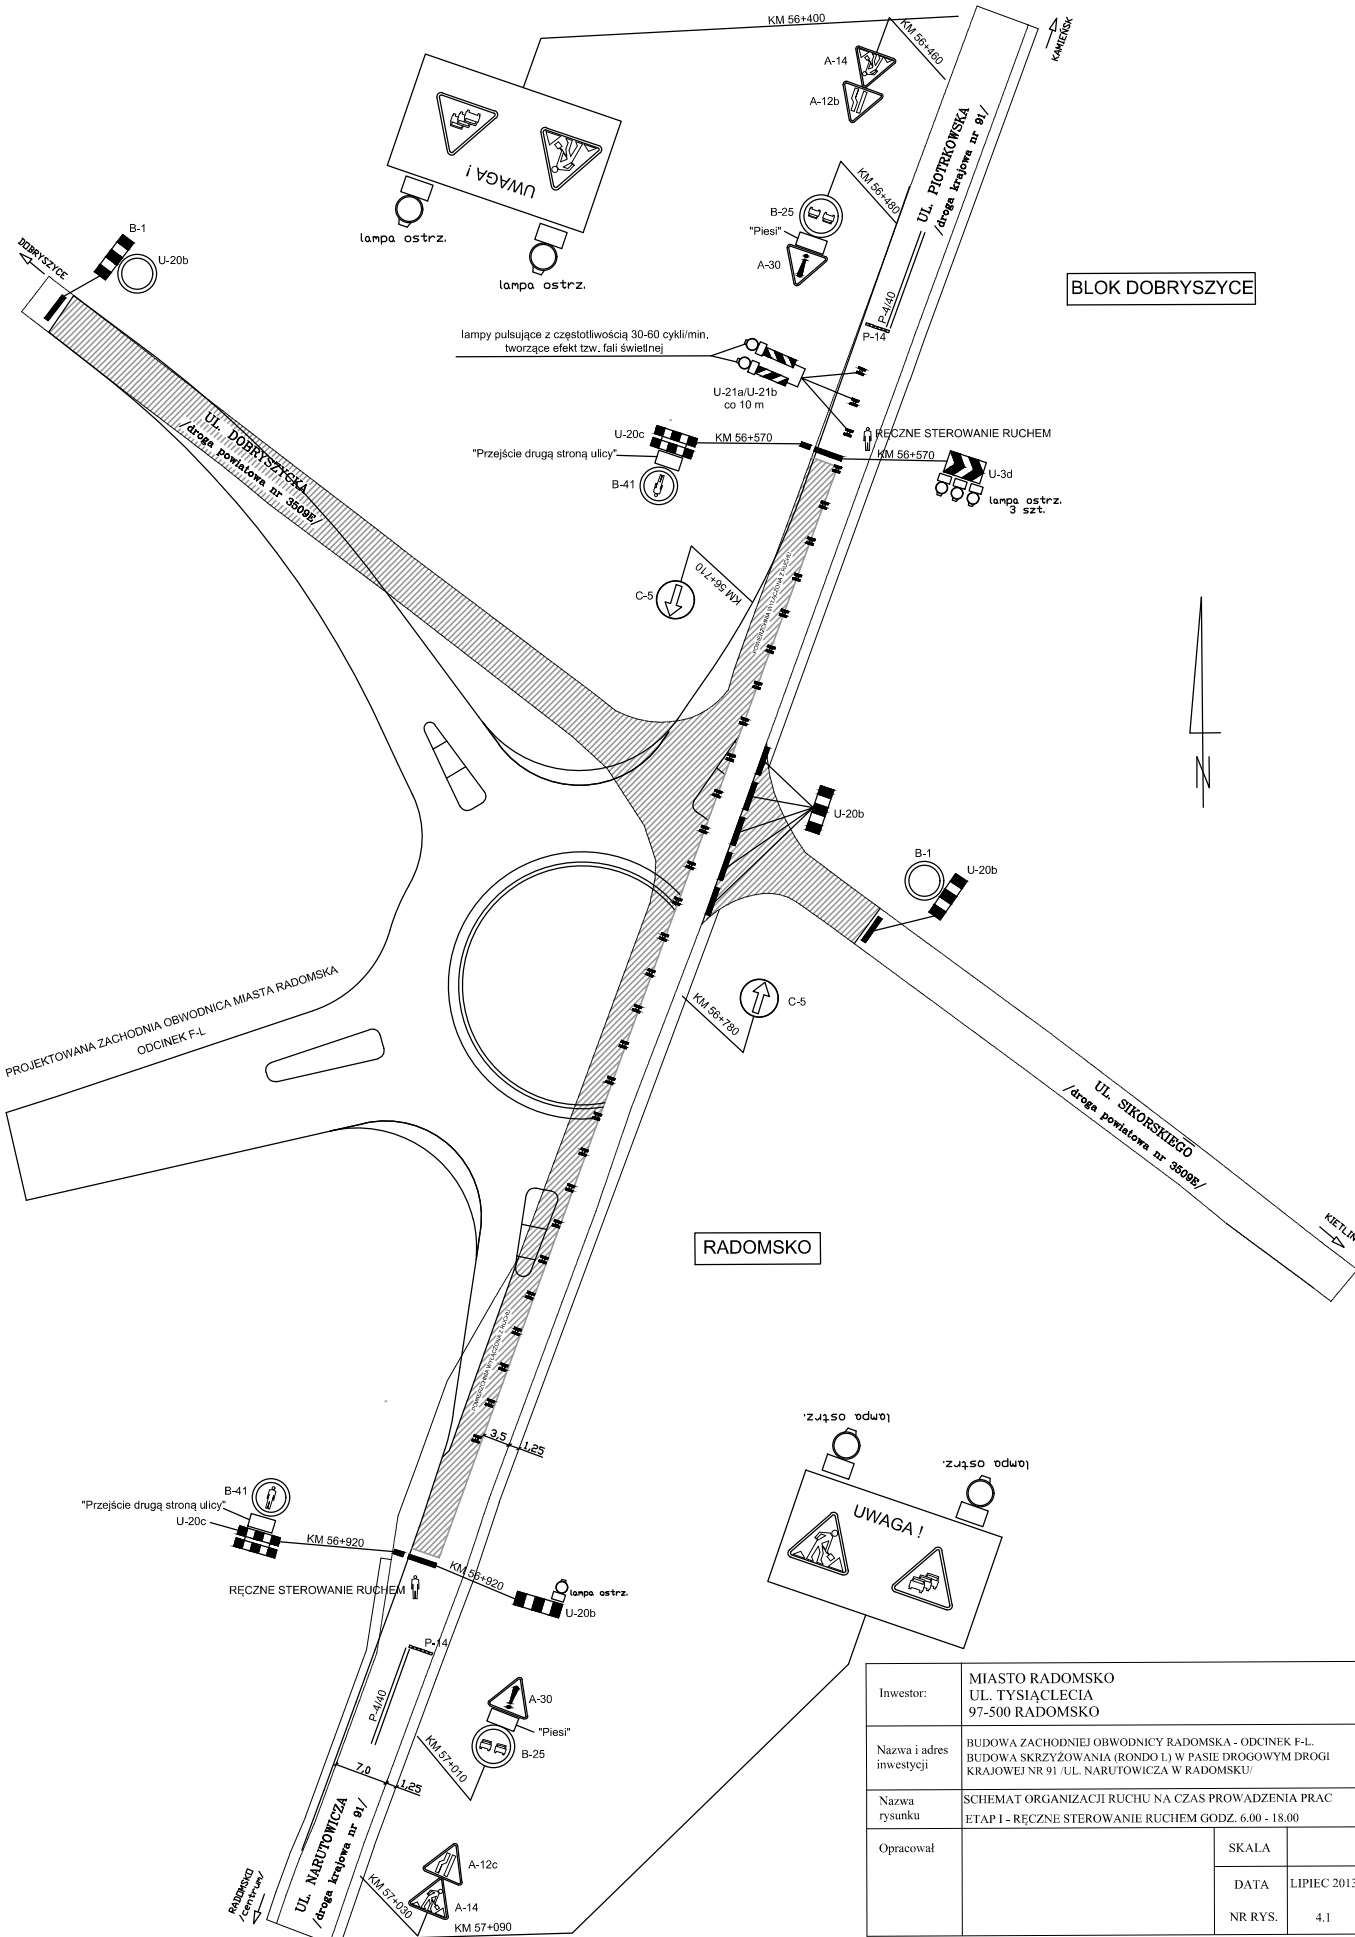 KM 56+400
KM 56+460
KAMIEŃSK
A-14
A-12b
UL. PIOTRKOWSKA
/droga krajowa nr 91/
UWAGA !
lampa ostrz.
lampa ostrz.
KM 56+480
B-25
"Piesi"
A-30
B-1
U-20b
DOBRYSZYCE
BLOK DOBRYSZYCE
P-4/40
P-14
lampy pulsujące z częstotliwością 30-60 cykli/min.
tworzące efekt tzw. fali świetlnej
U-21a/U-21b
co 10 m
RĘCZNE STEROWANIE RUCHEM
U-20c
KM 56+570
"Przejście drugą stroną ulicy"
B-41
KM 56+570
U-3d
lampa ostrz.
3 szt.
UL. DOBRYSZYCKA
/droga powiatowa nr 3509E/
POWIERZCHNIA WYŁĄCZONA Z RUCHU
C-5
KM 56+710
N
U-20b
B-1
U-20b
KM 56+780
C-5
PROJEKTOWANA ZACHODNIA OBWODNICA MIASTA RADOMSKA
ODCINEK F-L
UL. SIKORSKIEGO
/droga powiatowa nr 3509E/
KIETLIN
RADOMSKO
POWIERZCHNIA WYŁĄCZONA Z RUCHU
3,5
1,25
lampa ostrz.
lampa ostrz.
UWAGA !
B-41
"Przejście drugą stroną ulicy"
U-20c
KM 56+920
RĘCZNE STEROWANIE RUCHEM
KM 56+920
lampa ostrz.
U-20b
P-14
P-4/40
A-30
"Piesi"
B-25
KM 57+010
7,0
1,25
UL. NARUTOWICZA
/droga krajowa nr 91/
RADOMSKO
/centrum/
A-12c
A-14
KM 57+030
KM 57+090
Inwestor:
MIASTO RADOMSKO
UL. TYSIĄCLECIA
97-500 RADOMSKO
Nazwa i adres
inwestycji
BUDOWA ZACHODNIEJ OBWODNICY RADOMSKA - ODCINEK F-L.
BUDOWA SKRZYŻOWANIA (RONDO L) W PASIE DROGOWYM DROGI
KRAJOWEJ NR 91 /UL. NARUTOWICZA W RADOMSKU/
Nazwa
rysunku
SCHEMAT ORGANIZACJI RUCHU NA CZAS PROWADZENIA PRAC
ETAP I - RĘCZNE STEROWANIE RUCHEM GODZ. 6.00 - 18.00
Opracował
SKALA
DATA
LIPIEC 2013
NR RYS.
4.1